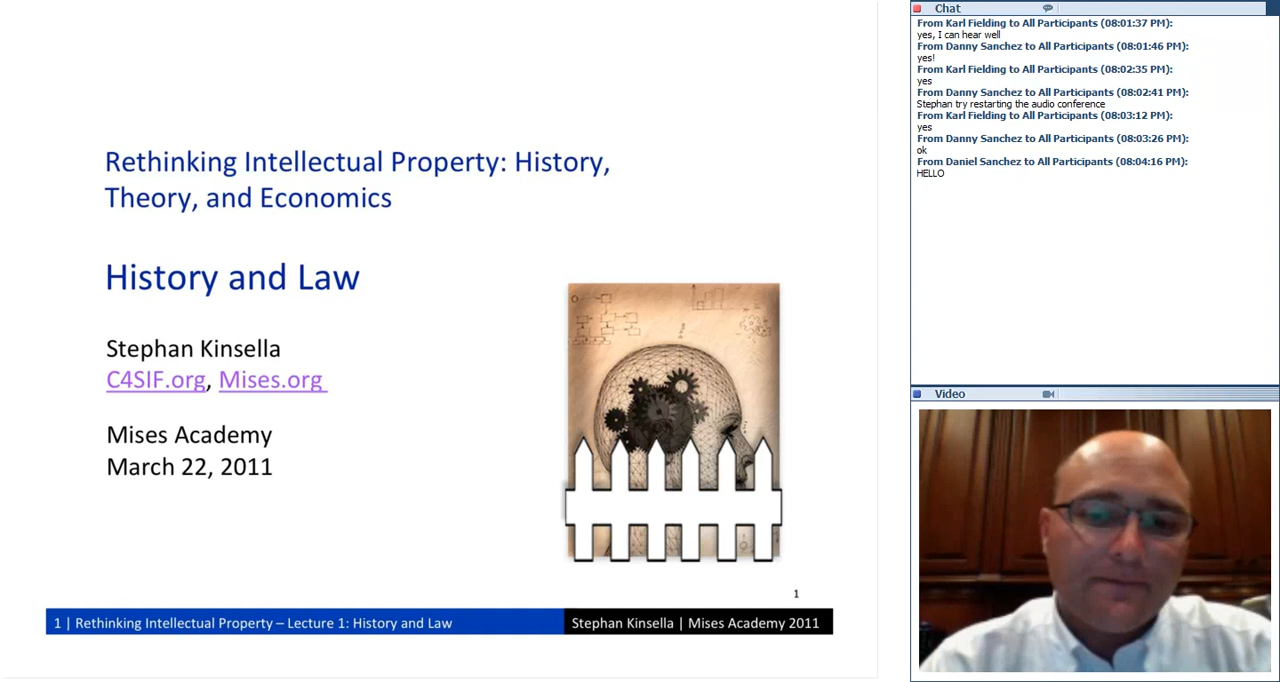 Rethinking Intellectual Property: History,
Theory, and Economics
History and Law
Stephan Kinsella
C4SIF.org, Mises.org
Mises Academy
March 22, 2011
1
1 | Rethinking Intellectual Property – Lecture 1: History and Law
Stephan Kinsella | Mises Academy 2011
Chat
From Karl Fielding to All Participants (08:01:37 PM):
yes, I can hear well
From Danny Sanchez to All Participants (08:01:46 PM):
yes!
From Karl Fielding to All Participants (08:02:35 PM):
yes
From Danny Sanchez to All Participants (08:02:41 PM):
Stephan try restarting the audio conference
From Karl Fielding to All Participants (08:03:12 PM):
yes
From Danny Sanchez to All Participants (08:03:26 PM):
ok
From Daniel Sanchez to All Participants (08:04:16 PM):
HELLO
Video